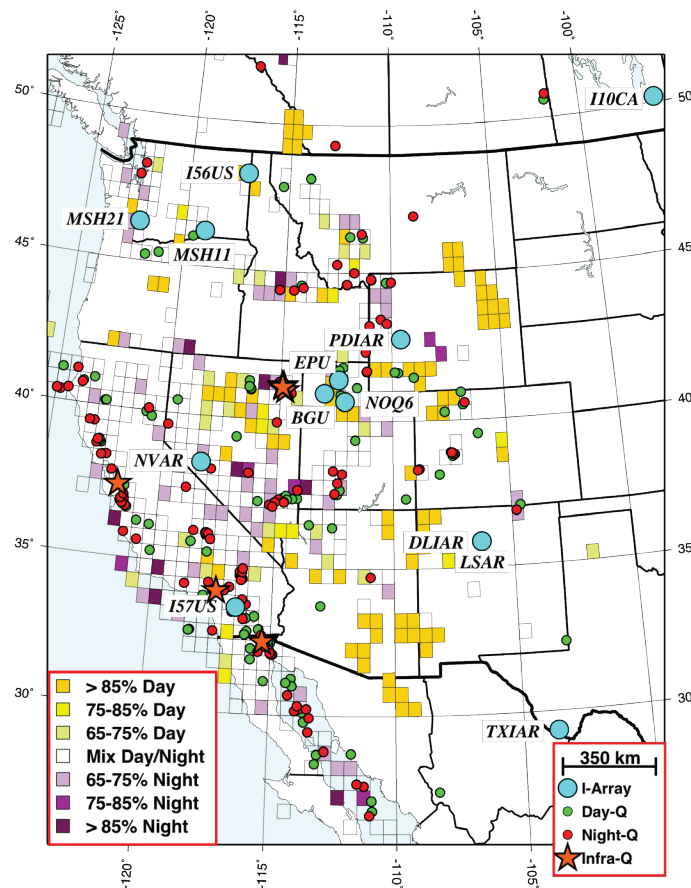 -125° -120° -115° -110° -105° -100°
50° 50
I10CA
I56US
MSH21
MSH11
45° 45
PDIAR
EPU
BGU NOQ6
40° 40
NVAR
DLIAR
LSAR
35° 35
I57US
30° 30
TXIAR
> 85% Day
75-85% Day
65-75% Day
Mix Day/Night
65-75% Night
75-85% Night
> 85% Night
350 km
I-Array
Day-Q
Night-Q
Infra-Q
-120° -115° -110° -105